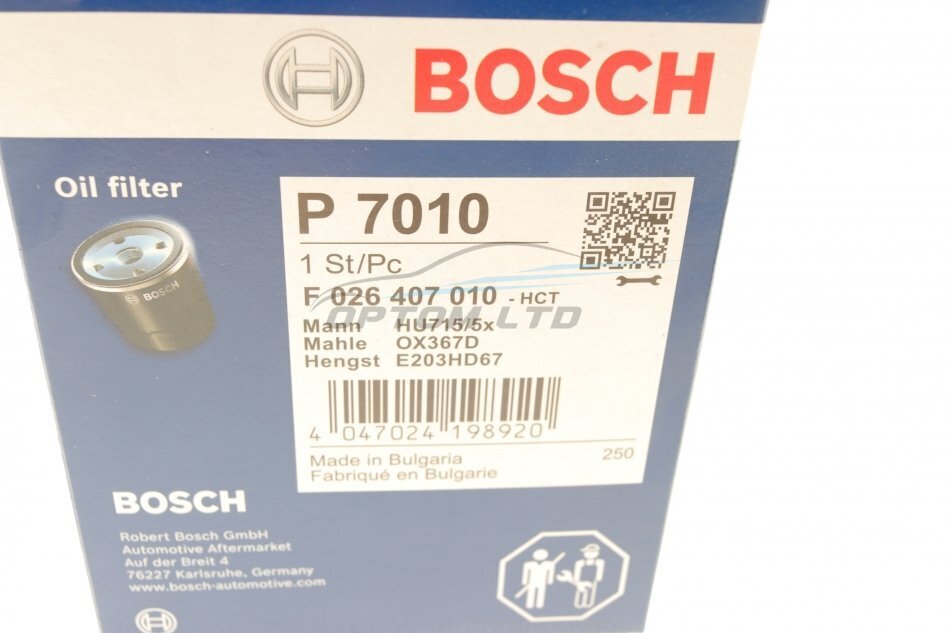 BOSCH
Oil filter
BOSCH
P 7010
1 St/Pc
F 026 407 010 - HCT
OPTOM LTD
Mann HU715/5x
Mahle OX367D
Hengst E203HD67
4 047024 198920
Made in Bulgaria 250
Fabriqué en Bulgarie
BOSCH
Robert Bosch GmbH
Automotive Aftermarket
Auf der Breit 4
76227 Karlsruhe, Germany
www.bosch-automotive.com